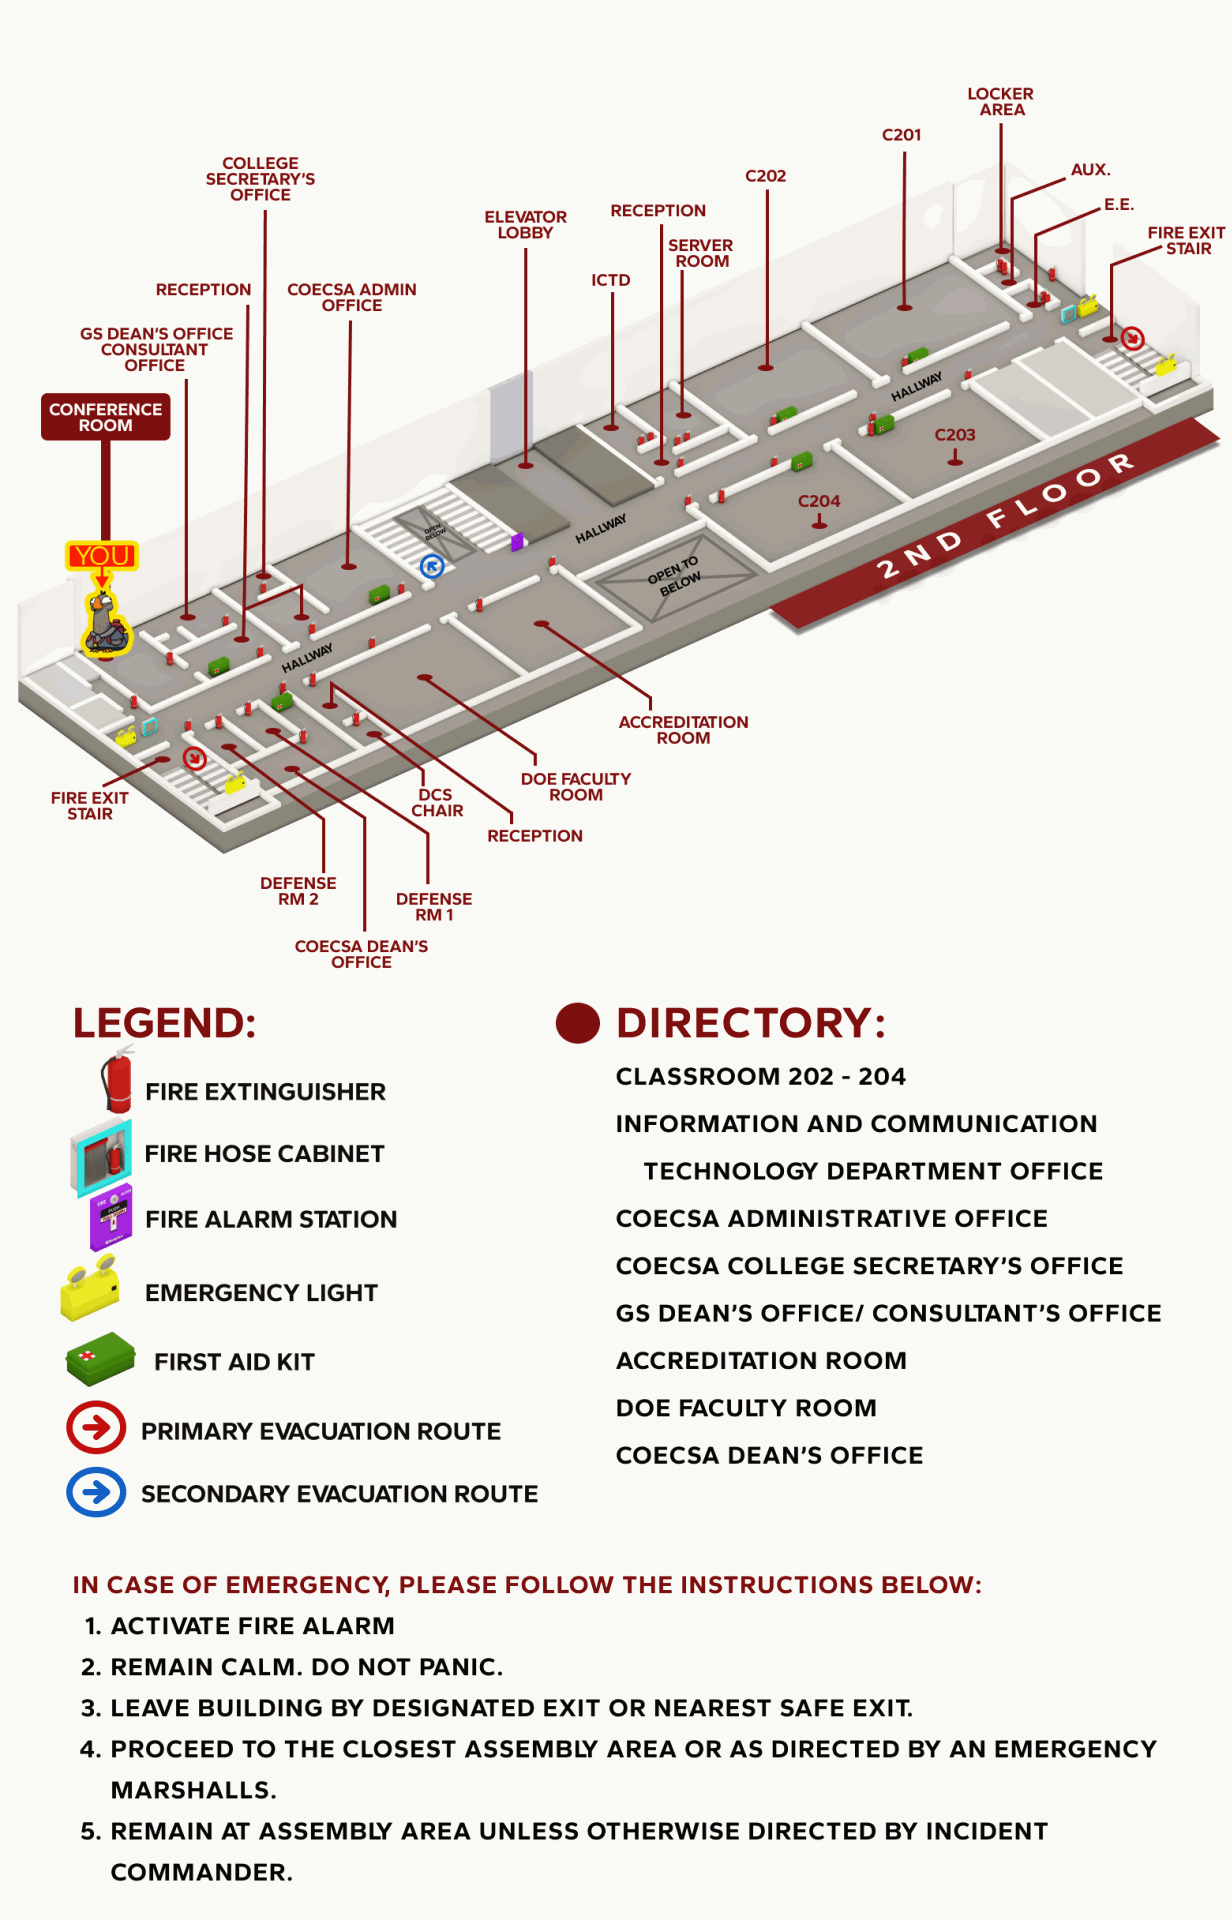 LOCKER
AREA
C201
COLLEGE
SECRETARY'S
OFFICE
C202
AUX.
E.E.
ELEVATOR
LOBBY
RECEPTION
SERVER
ROOM
FIRE EXIT
STAIR
ICTD
RECEPTION
COECSA ADMIN
OFFICE
GS DEAN'S OFFICE
CONSULTANT
OFFICE
CONFERENCE
ROOM
YOU
HALLWAY
C203
2ND FLOOR
C204
OPEN
BELOW
HALLWAY
OPEN TO
BELOW
HALLWAY
ACCREDITATION
ROOM
DOE FACULTY
ROOM
FIRE EXIT
STAIR
DCS
CHAIR
RECEPTION
DEFENSE
RM 2
DEFENSE
RM 1
COECSA DEAN'S
OFFICE
LEGEND:
FIRE EXTINGUISHER
FIRE HOSE CABINET
FIRE ALARM STATION
EMERGENCY LIGHT
FIRST AID KIT
PRIMARY EVACUATION ROUTE
SECONDARY EVACUATION ROUTE
DIRECTORY:
CLASSROOM 202 - 204
INFORMATION AND COMMUNICATION
TECHNOLOGY DEPARTMENT OFFICE
COECSA ADMINISTRATIVE OFFICE
COECSA COLLEGE SECRETARY'S OFFICE
GS DEAN'S OFFICE/ CONSULTANT'S OFFICE
ACCREDITATION ROOM
DOE FACULTY ROOM
COECSA DEAN'S OFFICE
IN CASE OF EMERGENCY, PLEASE FOLLOW THE INSTRUCTIONS BELOW:
1. ACTIVATE FIRE ALARM
2. REMAIN CALM. DO NOT PANIC.
3. LEAVE BUILDING BY DESIGNATED EXIT OR NEAREST SAFE EXIT.
4. PROCEED TO THE CLOSEST ASSEMBLY AREA OR AS DIRECTED BY AN EMERGENCY
MARSHALLS.
5. REMAIN AT ASSEMBLY AREA UNLESS OTHERWISE DIRECTED BY INCIDENT
COMMANDER.